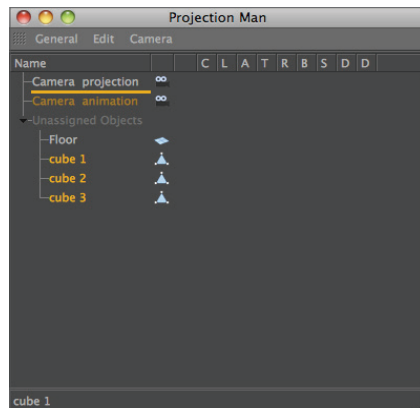 Projection Man
General Edit Camera
Name C L A T R B S D D
Camera projection
Camera animation
Unassigned Objects
Floor
cube 1
cube 2
cube 3
cube 1